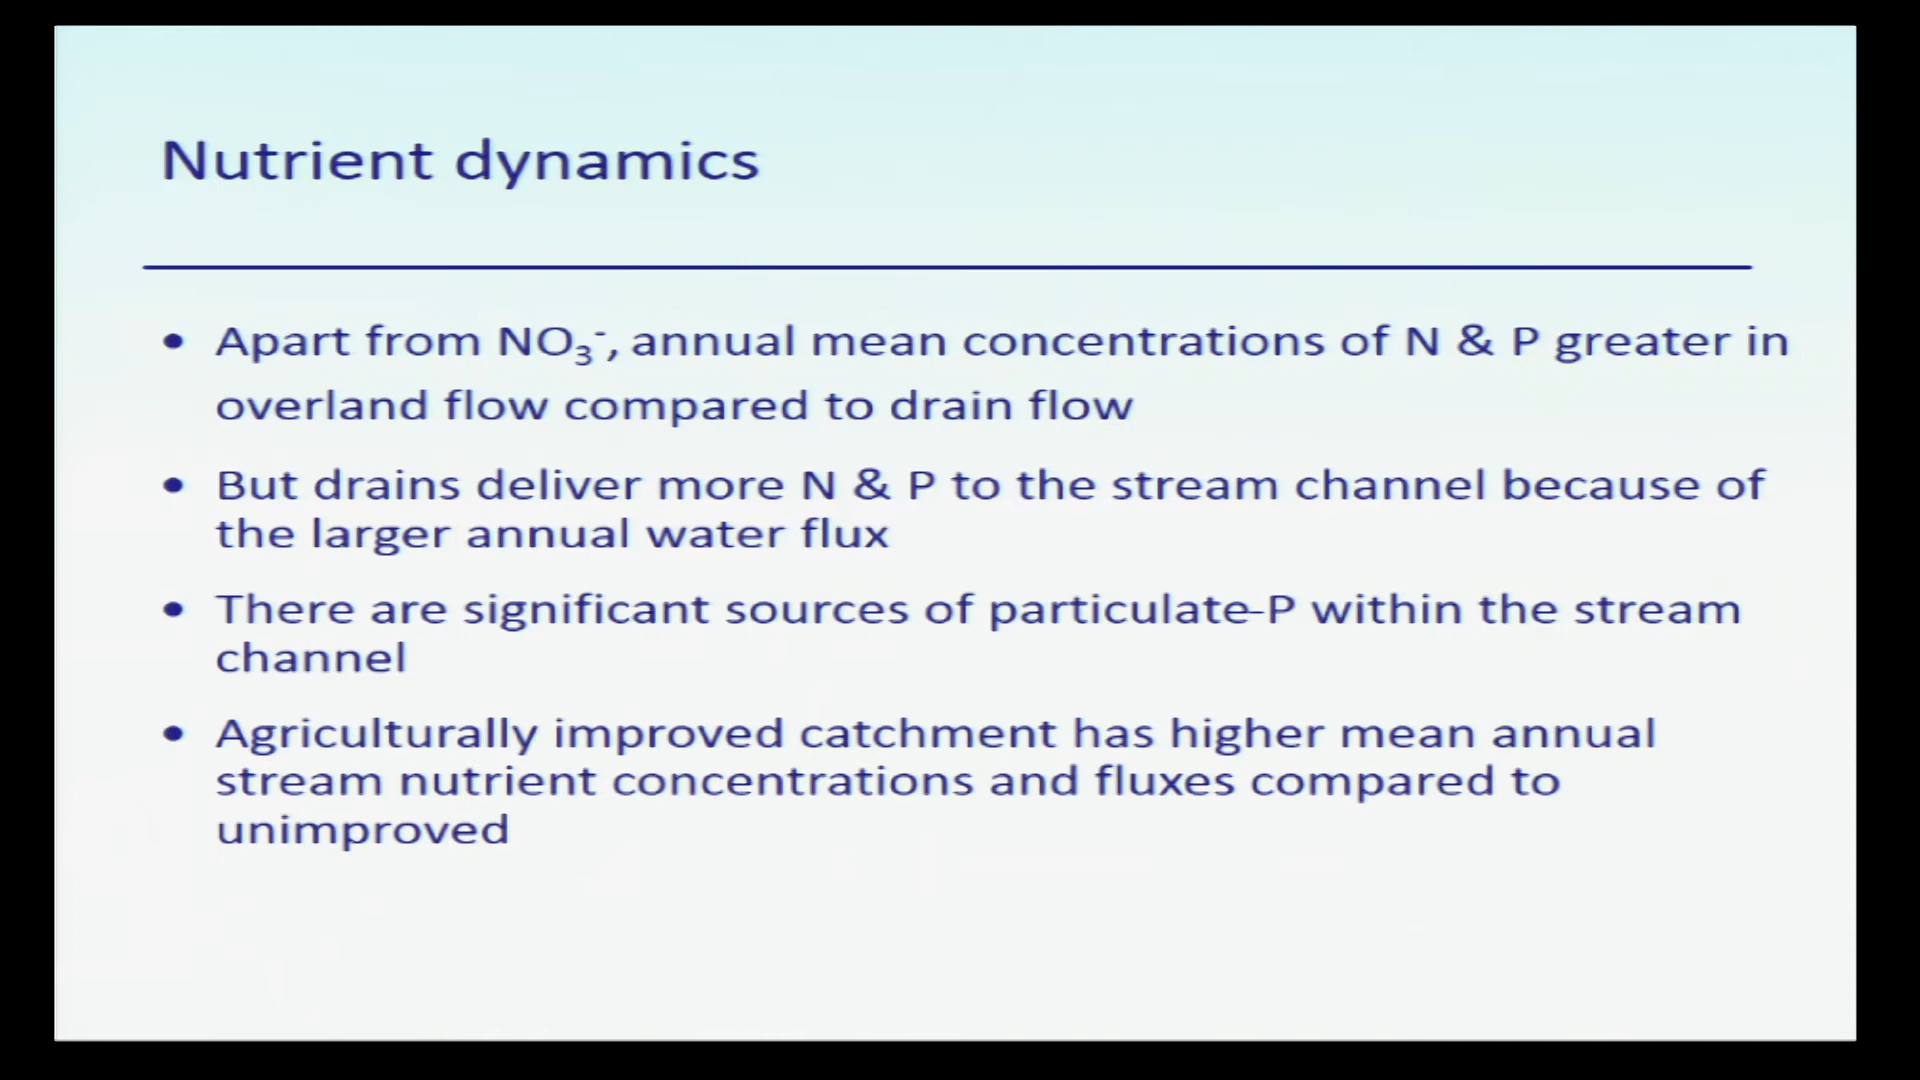 Nutrient dynamics
• Apart from NO₃⁻, annual mean concentrations of N & P greater in
overland flow compared to drain flow
• But drains deliver more N & P to the stream channel because of
the larger annual water flux
• There are significant sources of particulate-P within the stream
channel
• Agriculturally improved catchment has higher mean annual
stream nutrient concentrations and fluxes compared to
unimproved